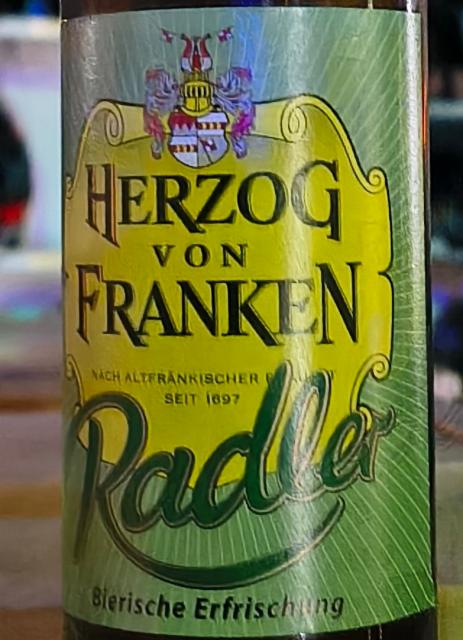 HERZOG
VON
FRANKEN
NACH ALTFRÄNKISCHER
SEIT 1697
Radler
Bierische Erfrischung